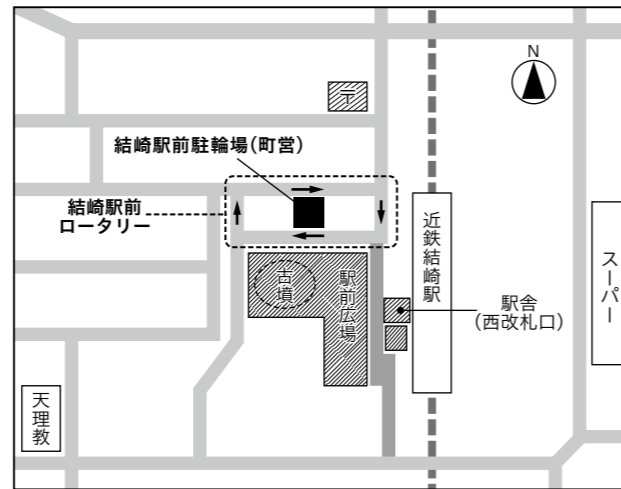 N
〒
結崎駅前駐輪場(町営)
結崎駅前
ロータリー
近鉄結崎駅
スーパー
古墳
駅前広場
駅舎
(西改札口)
天理教